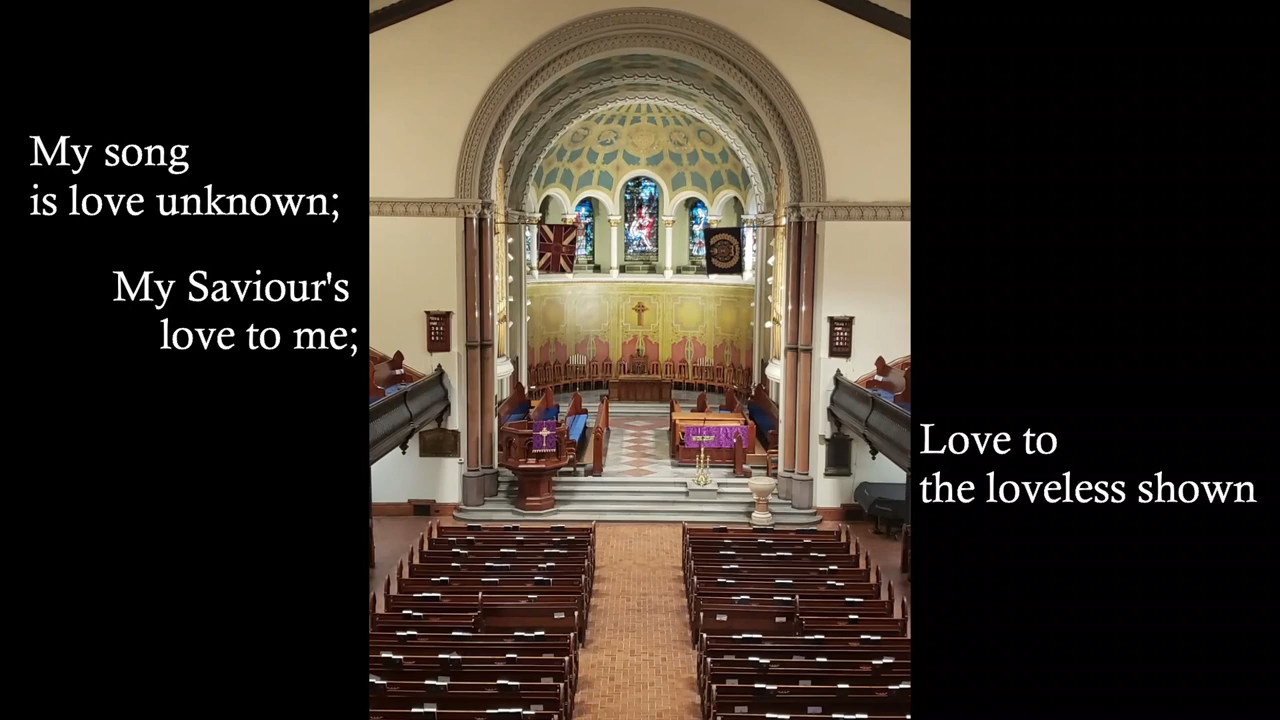 My song
is love unknown;
My Saviour's
love to me;
Love to
the loveless shown